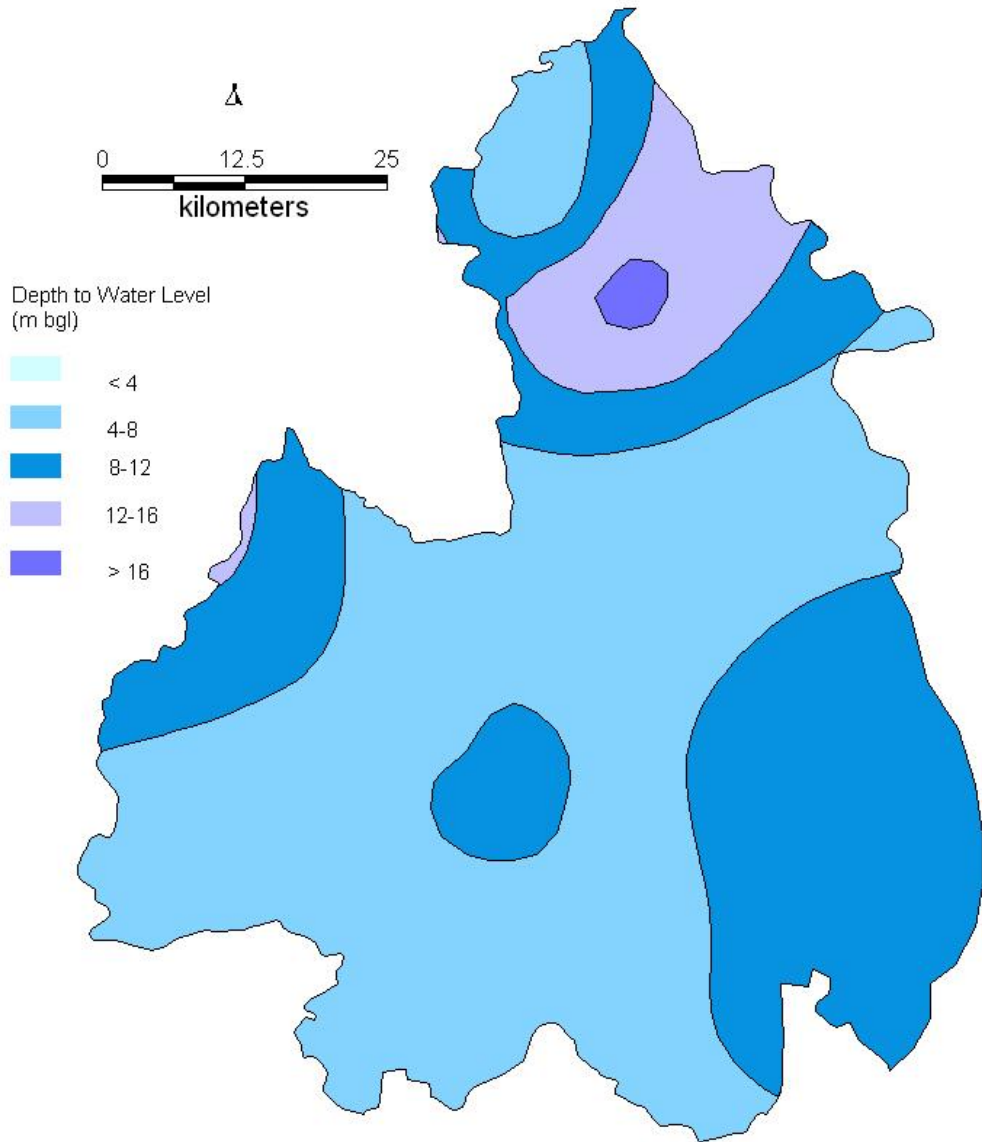 0 12.5 25
kilometers
Depth to Water Level
(m bgl)
< 4
4-8
8-12
12-16
> 16